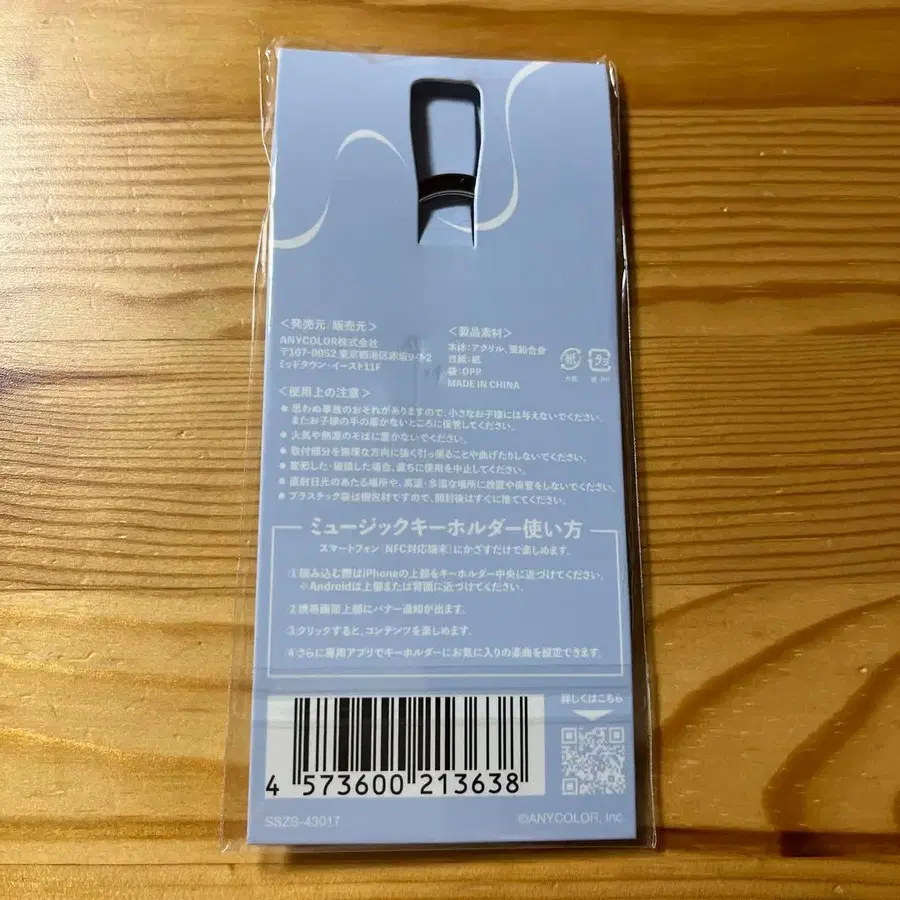 ＜発売元/販売元＞
ANYCOLOR株式会社
〒107-0052 東京都港区赤坂9-7-2
ミッドタウン・イースト11F
＜製品素材＞
本体：アクリル、亜鉛合金
台紙：紙
袋：OPP
MADE IN CHINA
紙
プラ
台紙
袋：PP
＜使用上の注意＞
● 思わぬ事故のおそれがありますので、小さなお子様には与えないでください。
またお子様の手の届かないところに保管してください。
● 火気や熱源のそばに置かないでください。
● 取付部分を無理な方向に強く引っ張ることや曲げたりしないでください。
● 変形した・破損した場合、直ちに使用を中止してください。
● 直射日光のあたる場所や、高温・多湿な場所に放置や保管をしないでください。
● プラスチック袋は梱包材ですので、開封後はすぐに捨ててください。
ミュージックキーホルダー使い方
スマートフォン［NFC対応端末］にかざすだけで楽しめます。
1 読み込む際はiPhoneの上部をキーホルダー中央に近づけてください。
※Androidは上部または背面に近づけてください。
2 携帯画面上部にバナー通知が出ます。
3 クリックすると、コンテンツを楽しめます。
4 さらに専用アプリでキーホルダーにお気に入りの楽曲を設定できます。
詳しくはこちら
4 573600 213638
SSZS-43017
©ANYCOLOR, Inc